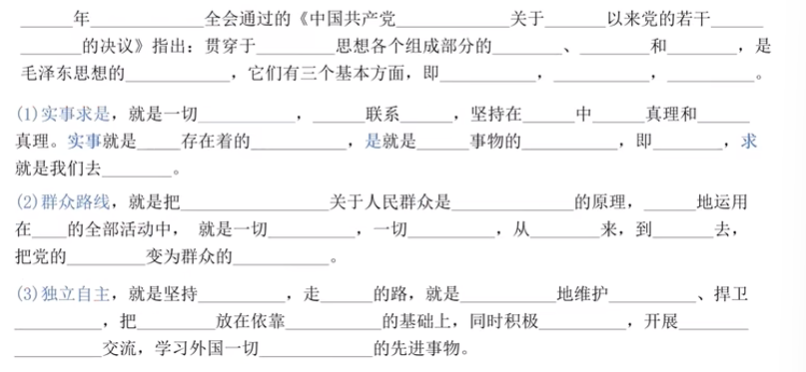 ______年____________全会通过的《中国共产党____________关于______以来党的若干______
______的决议》指出：贯穿于________思想各个组成部分的________、________和________，是
毛泽东思想的___________，它们有三个基本方面，即__________，__________，_________。
(1)实事求是，就是一切__________，______联系______，坚持在______中______真理和______
真理。实事就是_____存在着的__________，是就是______事物的__________，即_______，求
就是我们去________。
(2)群众路线，就是把________________关于人民群众是_____________的原理，______地运用
在____的全部活动中， 就是一切_________，一切_________，从________来，到_______去，
把党的_________变为群众的__________。
(3)独立自主，就是坚持_________，走______的路，就是__________地维护_________、捍卫
_________，把________放在依靠__________的基础上，同时积极_________，开展_______
_________交流，学习外国一切____________的先进事物。